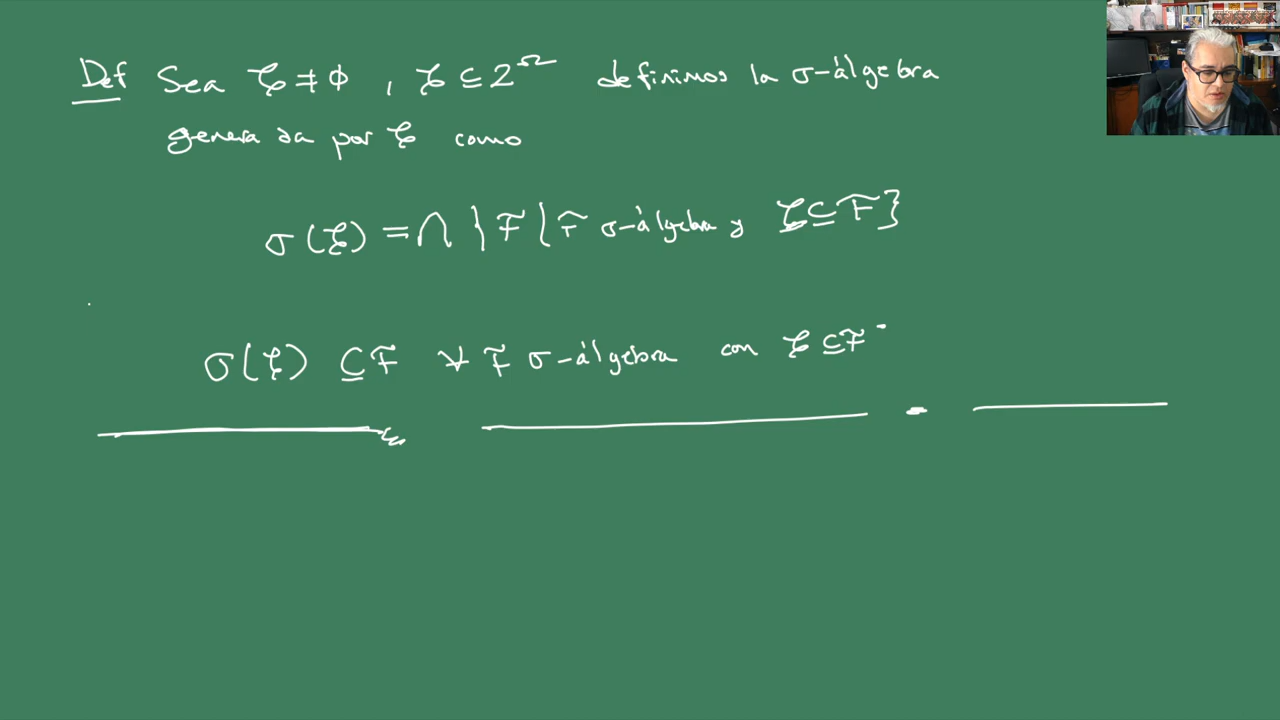 Def Sea ℭ ≠ ∅ , ℭ ⊆ 2^Ω definimos la σ-álgebra
generada por ℭ como
σ(ℭ) = ∩ { F | F σ-álgebra y ℭ ⊆ F }
σ(ℭ) ⊆ F ∀ F σ-álgebra con ℭ ⊆ F